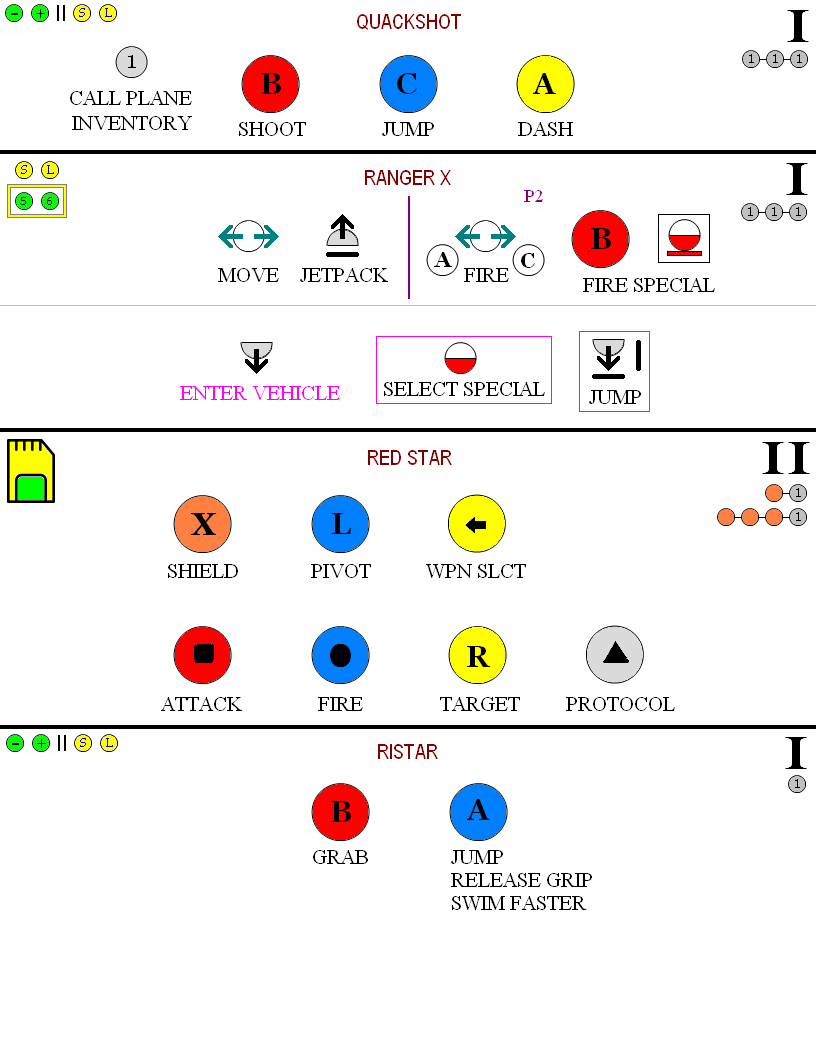 - + || S L
QUACKSHOT
I
1 1 1
1
B
C
A
CALL PLANE
INVENTORY
SHOOT
JUMP
DASH
S L
5 6
RANGER X
I
1 1 1
P2
A
C
B
MOVE
JETPACK
FIRE
FIRE SPECIAL
ENTER VEHICLE
SELECT SPECIAL
JUMP
RED STAR
II
1
1
X
L
SHIELD
PIVOT
WPN SLCT
R
ATTACK
FIRE
TARGET
PROTOCOL
- + || S L
RISTAR
I
1
B
A
GRAB
JUMP
RELEASE GRIP
SWIM FASTER